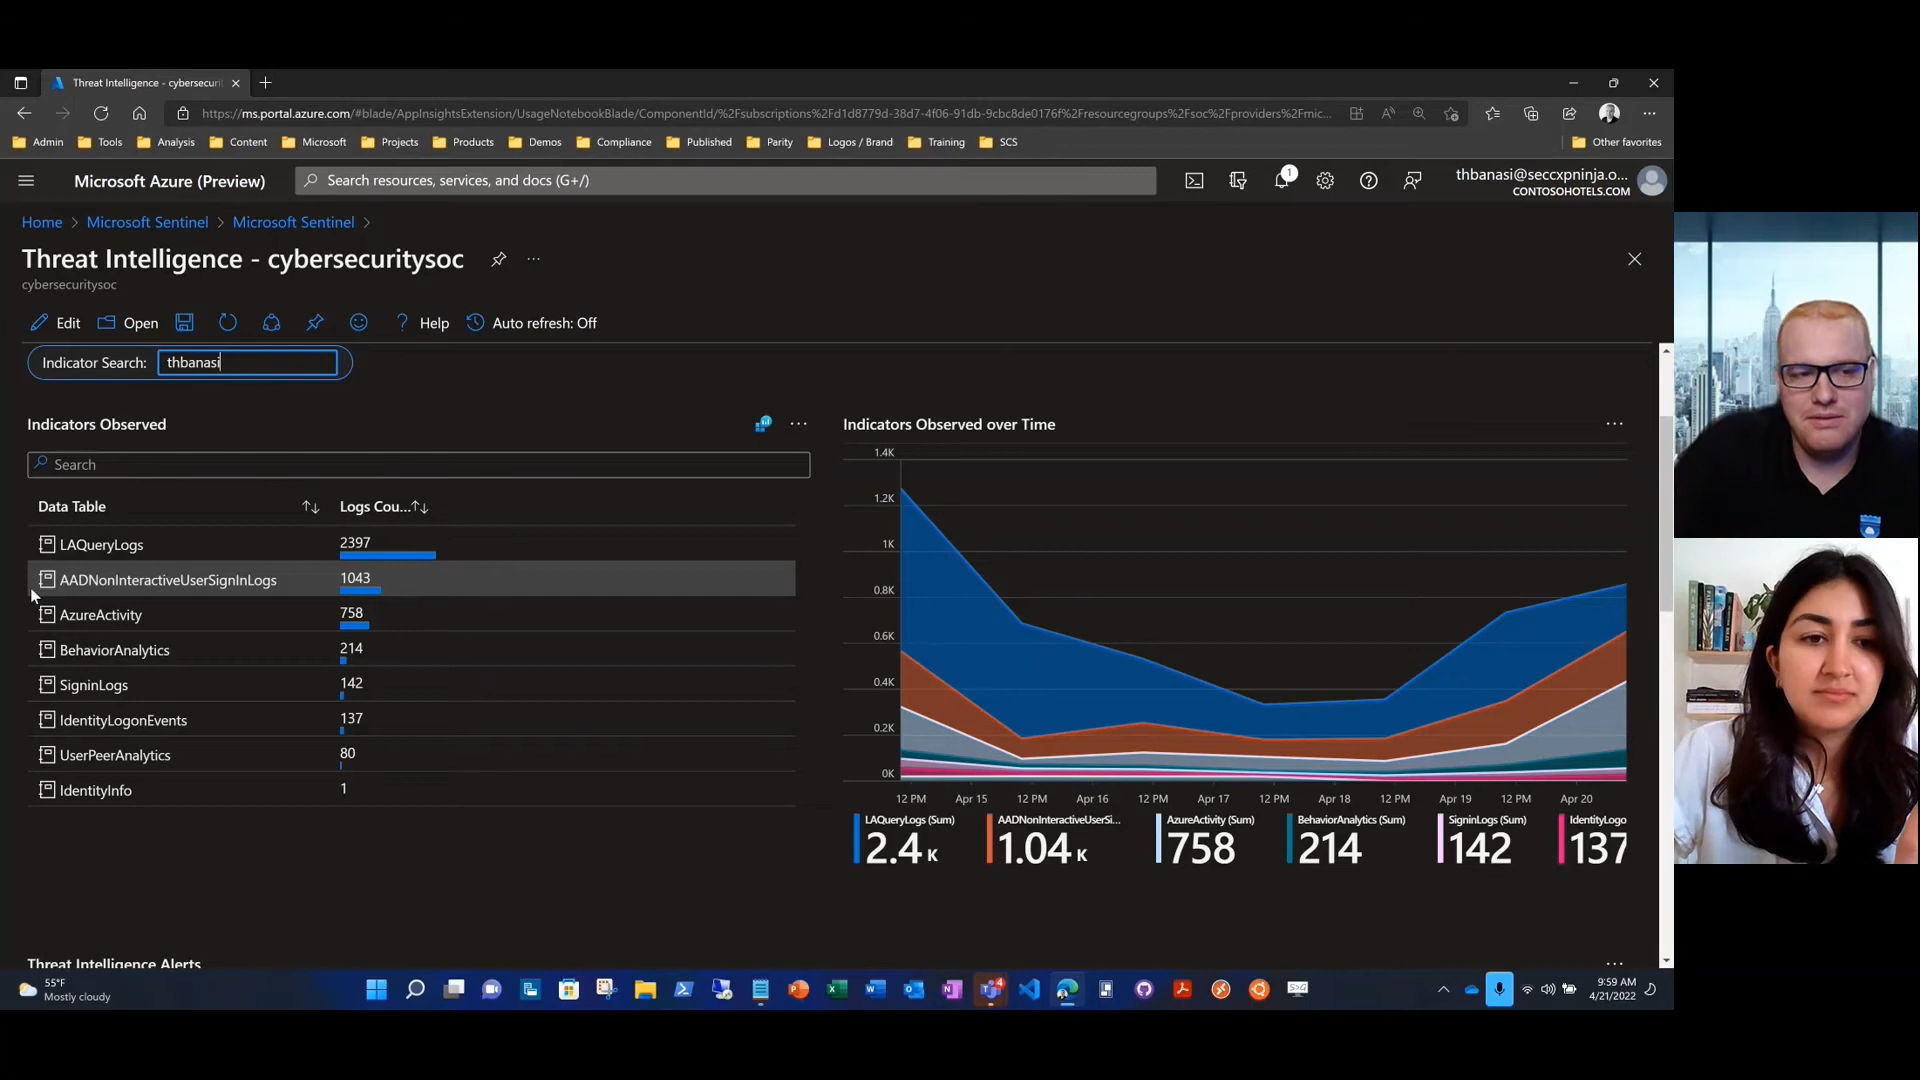 Threat Intelligence - cybersecurit
https://ms.portal.azure.com/#blade/AppInsightsExtension/UsageNotebookBlade/ComponentId/%2Fsubscriptions%2Fd1d8779d-38d7-4f06-91db-9cbc8de0176f%2Fresourcegroups%2Fsoc%2Fproviders%2Fmic...
Admin Tools Analysis Content Microsoft Projects Products Demos Compliance Published Parity Logos / Brand Training SCS Other favorites
Microsoft Azure (Preview)
Search resources, services, and docs (G+/)
1
thbanasi@seccxpninja.o...
CONTOSOHOTELS.COM
Home > Microsoft Sentinel > Microsoft Sentinel >
Threat Intelligence - cybersecuritysoc ...
cybersecuritysoc
Edit Open Help Auto refresh: Off
Indicator Search: thbanasi
Indicators Observed
Search
Data Table Logs Cou...
LAQueryLogs 2397
AADNonInteractiveUserSignInLogs 1043
AzureActivity 758
BehaviorAnalytics 214
SigninLogs 142
IdentityLogonEvents 137
UserPeerAnalytics 80
IdentityInfo 1
Indicators Observed over Time
1.4K
1.2K
1K
0.8K
0.6K
0.4K
0.2K
0K
12 PM Apr 15 12 PM Apr 16 12 PM Apr 17 12 PM Apr 18 12 PM Apr 19 12 PM Apr 20
LAQueryLogs (Sum) AADNonInteractiveUserSi... AzureActivity (Sum) BehaviorAnalytics (Sum) SigninLogs (Sum) IdentityLogo
2.4 K 1.04 K 758 214 142 137
Threat Intelligence Alerts
55°F
Mostly cloudy
9:59 AM
4/21/2022